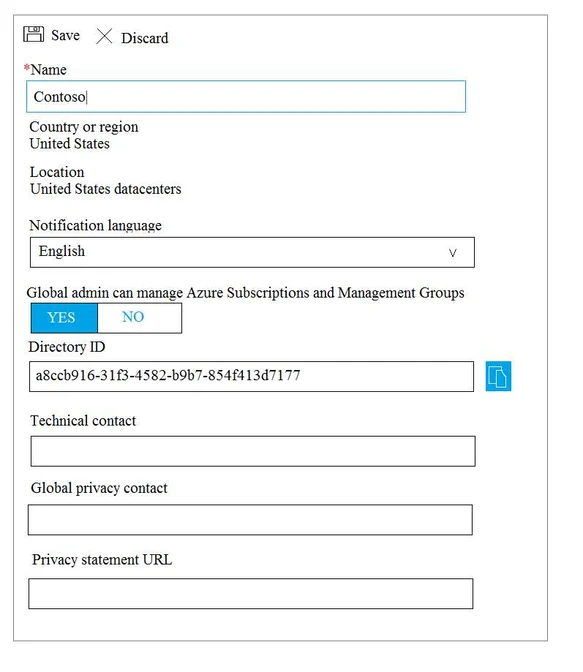 Save Discard
*Name
Contoso
Country or region
United States
Location
United States datacenters
Notification language
English
Global admin can manage Azure Subscriptions and Management Groups
YES NO
Directory ID
a8ccb916-31f3-4582-b9b7-854f413d7177
Technical contact
Global privacy contact
Privacy statement URL